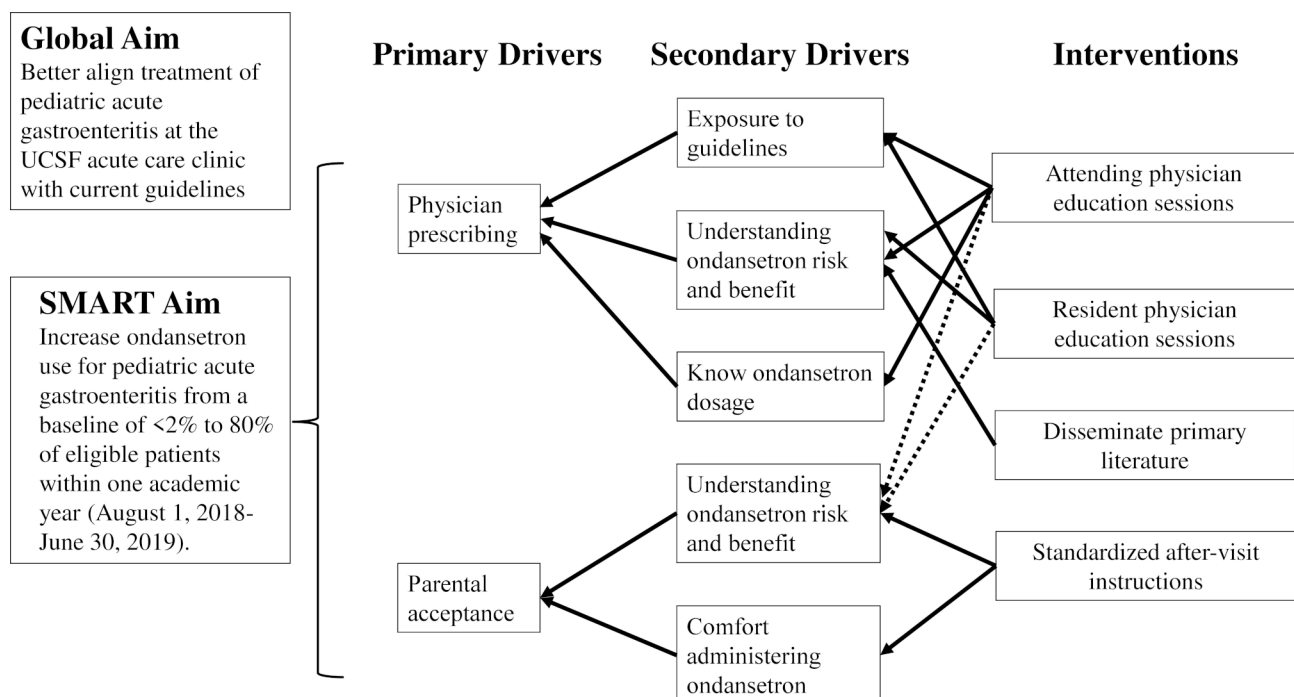 Global Aim
Better align treatment of
pediatric acute
gastroenteritis at the
UCSF acute care clinic
with current guidelines
SMART Aim
Increase ondansetron
use for pediatric acute
gastroenteritis from a
baseline of <2% to 80%
of eligible patients
within one academic
year (August 1, 2018-
June 30, 2019).
Primary Drivers
Physician
prescribing
Parental
acceptance
Secondary Drivers
Exposure to
guidelines
Understanding
ondansetron risk
and benefit
Know ondansetron
dosage
Understanding
ondansetron risk
and benefit
Comfort
administering
ondansetron
Interventions
Attending physician
education sessions
Resident physician
education sessions
Disseminate primary
literature
Standardized after-visit
instructions